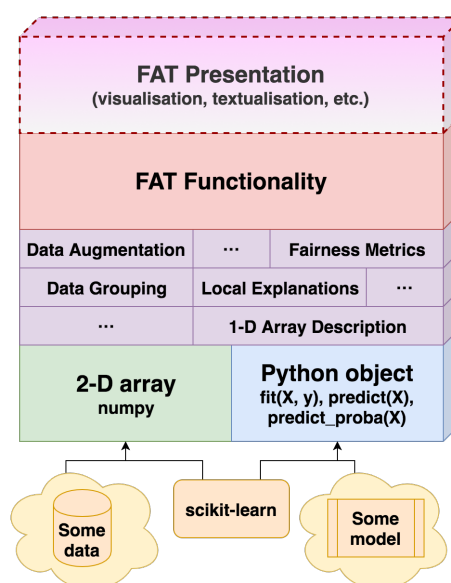 FAT Presentation
(visualisation, textualisation, etc.)
FAT Functionality
Data Augmentation
...
Fairness Metrics
Data Grouping
Local Explanations
...
...
1-D Array Description
2-D array
numpy
Python object
fit(X, y), predict(X),
predict_proba(X)
Some
data
scikit-learn
Some
model